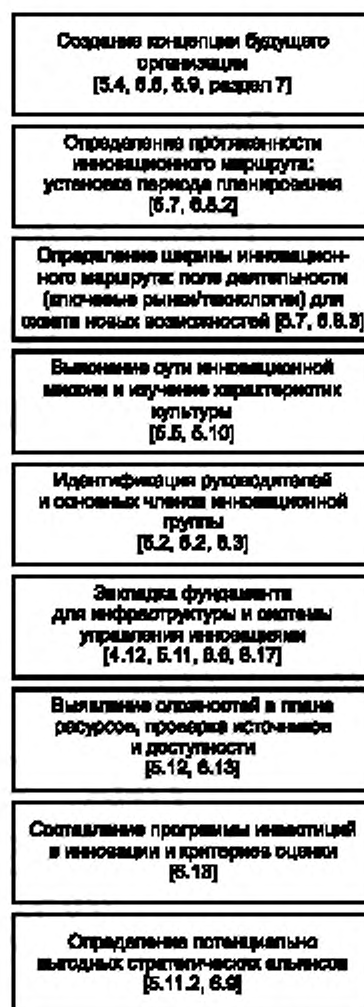 Создание концепции будущего
организации
[5.4, 6.6, 6.9, раздел 7]
Определение протяженности
инновационного маршрута:
установка периода планирования
[5.7, 6.8.2]
Определение ширины инновацион-
ного маршрута: поле деятельности
(ключевые рынки/технологии) для
охвата новых возможностей [5.7, 6.8.3]
Выяснение сути инновационной
миссии и изучение характеристик
культуры
[5.5, 5.10]
Идентификация руководителей
и основных членов инновационной
группы
[5.2, 6.2, 6.3]
Закладка фундамента
для инфраструктуры и системы
управления инновациями
[4.12, 5.11, 6.6, 6.17]
Выявление сложностей в плане
ресурсов, проверка источников
и доступности
[5.12, 6.13]
Составление программы инвестиций
в инновации и критериев оценки
[6.13]
Определение потенциально
выгодных стратегических альянсов
[5.11.2, 6.9]